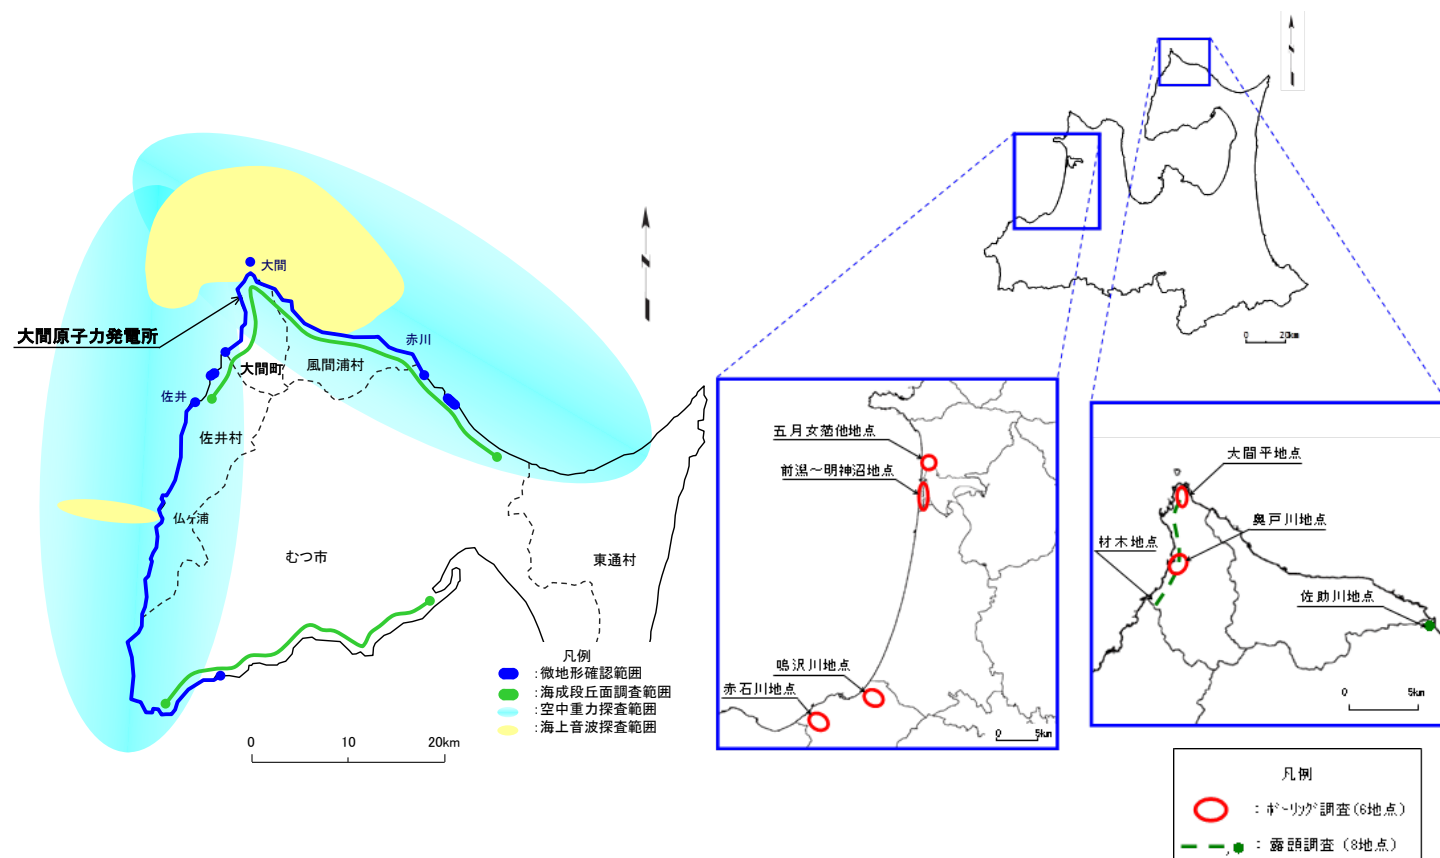 大間
大間原子力発電所
赤川
大間町
風間浦村
佐井
佐井村
仏ヶ浦
むつ市
東通村
凡例
:微地形確認範囲
:海成段丘面調査範囲
:空中重力探査範囲
:海上音波探査範囲
0 10 20km
0 20km
五月女萢他地点
前潟～明神沼地点
鳴沢川地点
赤石川地点
0 5km
大間平地点
奥戸川地点
材木地点
佐助川地点
0 5km
凡例
：ボーリング調査(6地点)
：露頭調査(8地点)